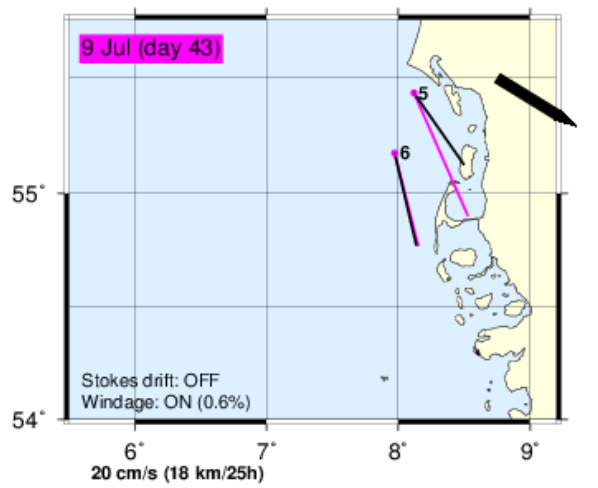 9 Jul (day 43)
5
6
55°
Stokes drift: OFF
Windage: ON (0.6%)
54°
6° 7° 8° 9°
20 cm/s (18 km/25h)